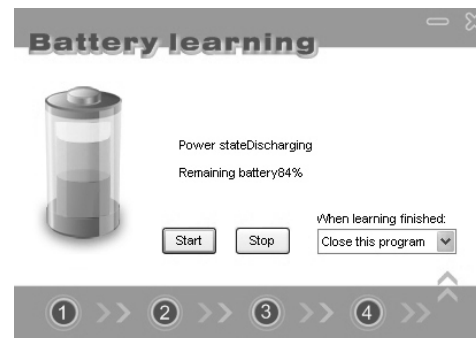 Battery learning
Power stateDischarging
Remaining battery84%
When learning finished:
Start
Stop
Close this program
1
2
3
4